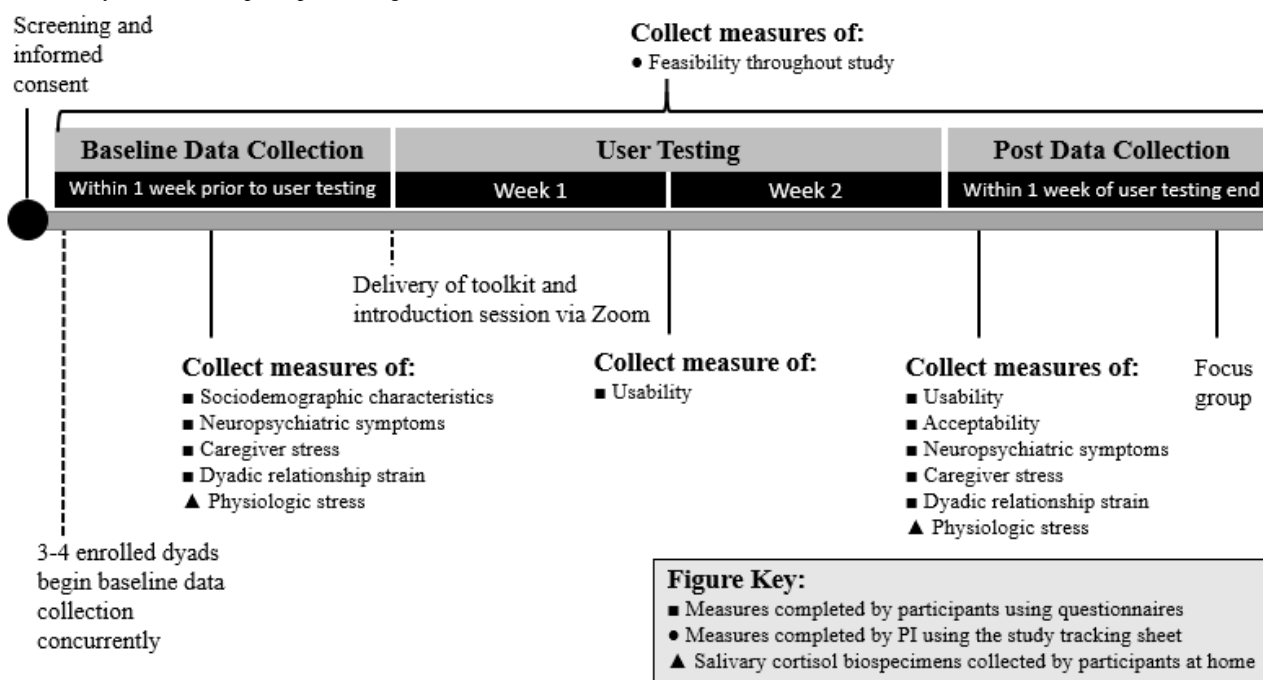 Screening and
informed
consent
Collect measures of:
● Feasibility throughout study
Baseline Data Collection
User Testing
Post Data Collection
Within 1 week prior to user testing
Week 1
Week 2
Within 1 week of user testing end
Delivery of toolkit and
introduction session via Zoom
Collect measures of:
■ Sociodemographic characteristics
■ Neuropsychiatric symptoms
■ Caregiver stress
■ Dyadic relationship strain
▲ Physiologic stress
Collect measure of:
■ Usability
Collect measures of:
■ Usability
■ Acceptability
■ Neuropsychiatric symptoms
■ Caregiver stress
■ Dyadic relationship strain
▲ Physiologic stress
Focus
group
3-4 enrolled dyads
begin baseline data
collection
concurrently
Figure Key:
■ Measures completed by participants using questionnaires
● Measures completed by PI using the study tracking sheet
▲ Salivary cortisol biospecimens collected by participants at home